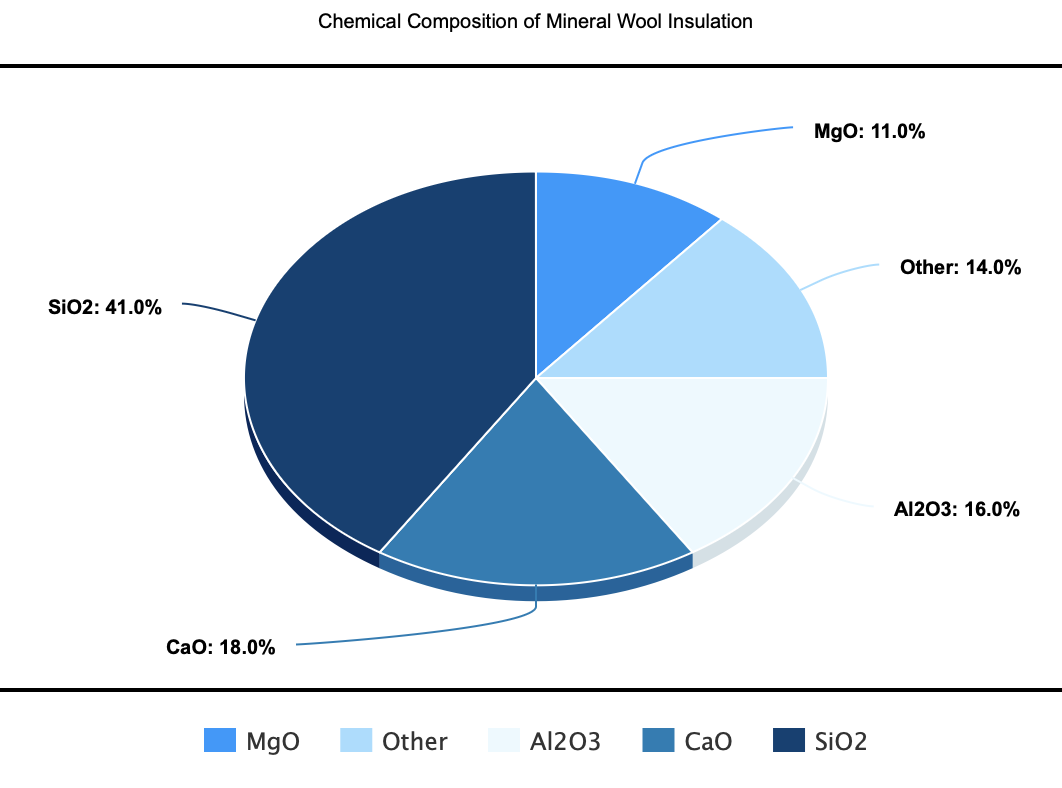 Chemical Composition of Mineral Wool Insulation
MgO: 11.0%
Other: 14.0%
SiO2: 41.0%
Al2O3: 16.0%
CaO: 18.0%
MgO Other Al2O3 CaO SiO2